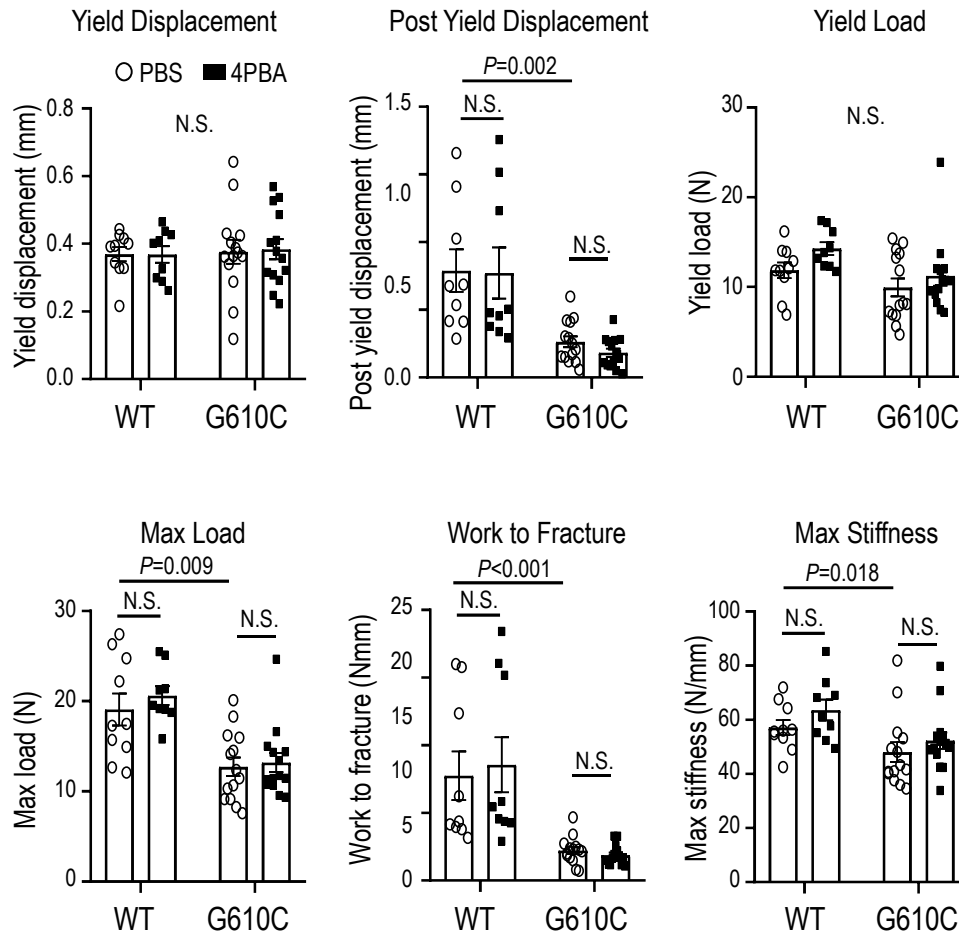 Yield Displacement
PBS 4PBA
Yield displacement (mm)
0.8
0.6
0.4
0.2
0.0
N.S.
WT G610C
Post Yield Displacement
P=0.002
N.S.
N.S.
Post yield displacement (mm)
1.5
1.0
0.5
0.0
WT G610C
Yield Load
N.S.
Yield load (N)
30
20
10
0
WT G610C
Max Load
P=0.009
N.S.
N.S.
Max load (N)
30
20
10
0
WT G610C
Work to Fracture
P<0.001
N.S.
N.S.
Work to fracture (Nmm)
25
20
15
10
5
0
WT G610C
Max Stiffness
P=0.018
N.S.
N.S.
Max stiffness (N/mm)
100
80
60
40
20
0
WT G610C